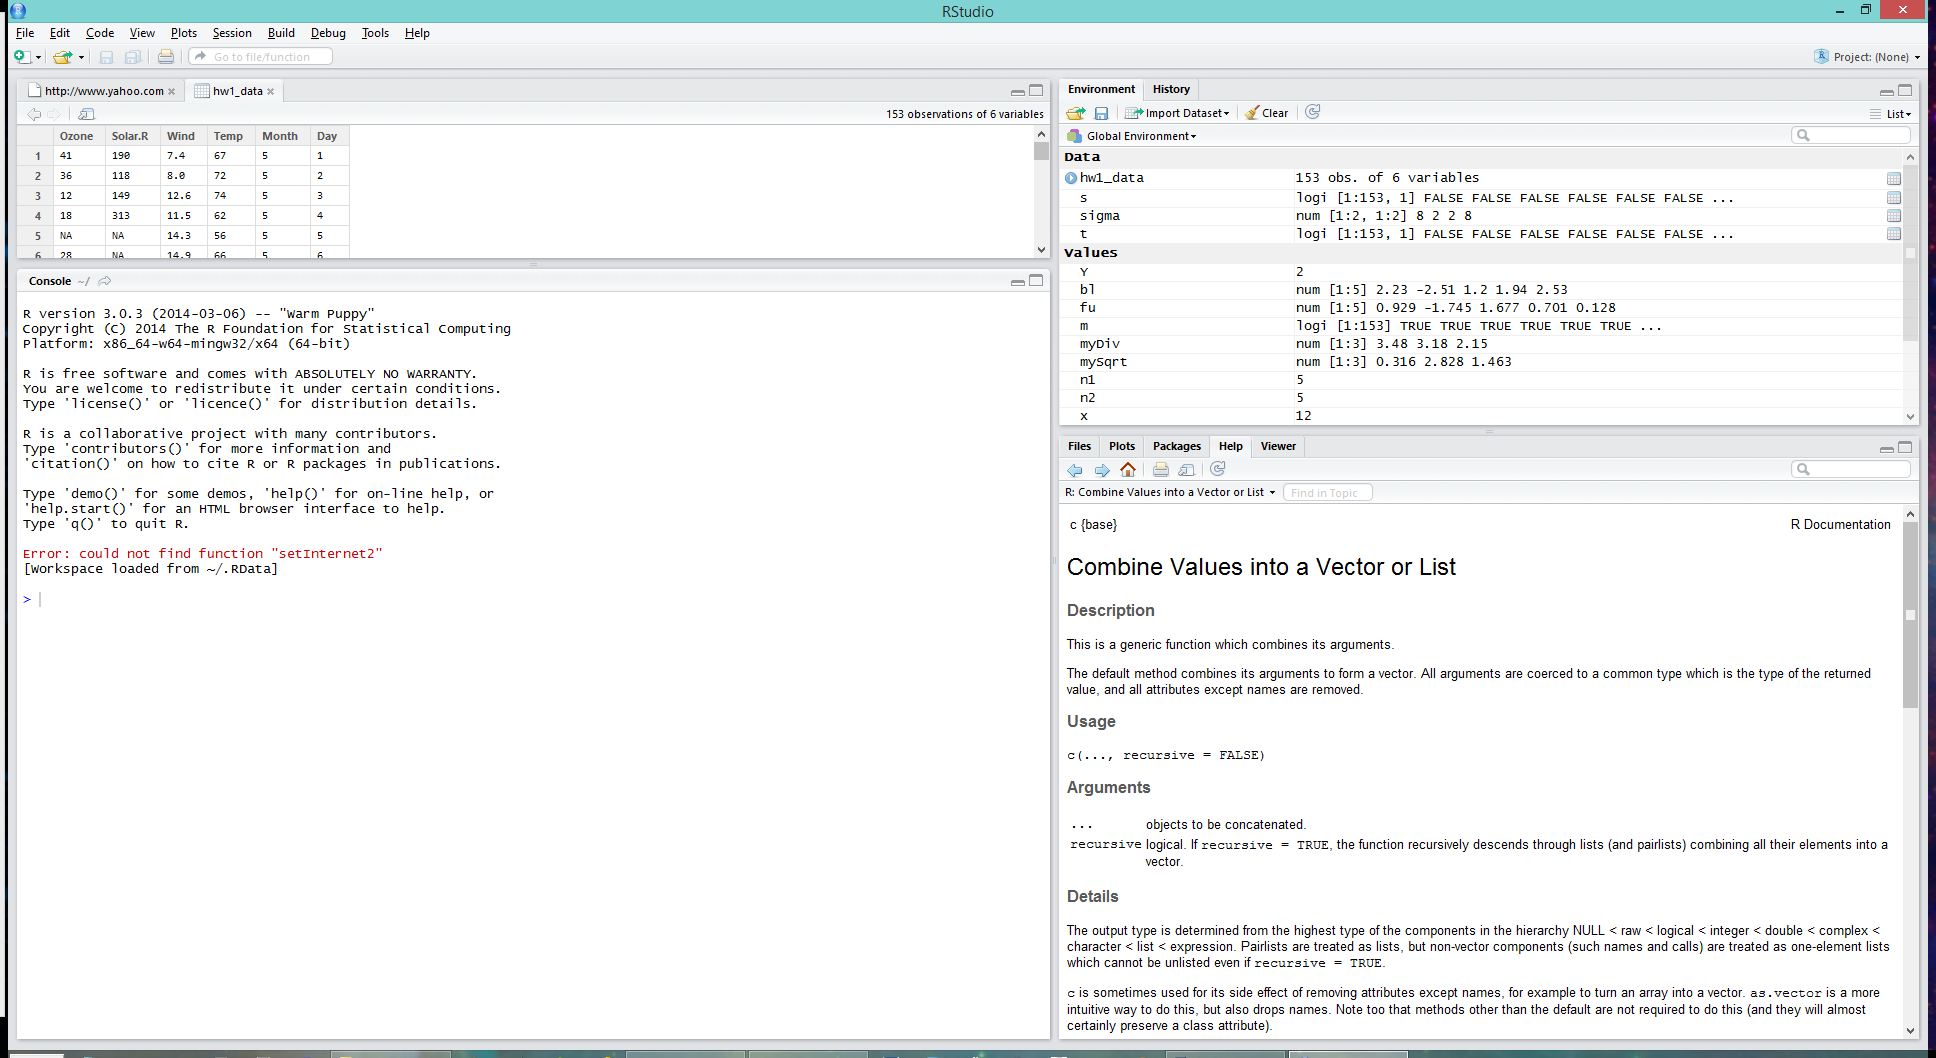 RStudio
File Edit Code View Plots Session Build Debug Tools Help
Go to file/function
Project: (None)
http://www.yahoo.com
hw1_data
153 observations of 6 variables
Ozone Solar.R Wind Temp Month Day
1 41 190 7.4 67 5 1
2 36 118 8.0 72 5 2
3 12 149 12.6 74 5 3
4 18 313 11.5 62 5 4
5 NA NA 14.3 56 5 5
6 28 NA 14.9 66 5 6
Console ~/
R version 3.0.3 (2014-03-06) -- "Warm Puppy"
Copyright (C) 2014 The R Foundation for Statistical Computing
Platform: x86_64-w64-mingw32/x64 (64-bit)
R is free software and comes with ABSOLUTELY NO WARRANTY.
You are welcome to redistribute it under certain conditions.
Type 'license()' or 'licence()' for distribution details.
R is a collaborative project with many contributors.
Type 'contributors()' for more information and
'citation()' on how to cite R or R packages in publications.
Type 'demo()' for some demos, 'help()' for on-line help, or
'help.start()' for an HTML browser interface to help.
Type 'q()' to quit R.
Error: could not find function "setInternet2"
[Workspace loaded from ~/.RData]
>
Environment History
Import Dataset Clear List
Global Environment
Data
hw1_data 153 obs. of 6 variables
s logi [1:153, 1] FALSE FALSE FALSE FALSE FALSE FALSE ...
sigma num [1:2, 1:2] 8 2 2 8
t logi [1:153, 1] FALSE FALSE FALSE FALSE FALSE FALSE ...
Values
Y 2
bl num [1:5] 2.23 -2.51 1.2 1.94 2.53
fu num [1:5] 0.929 -1.745 1.677 0.701 0.128
m logi [1:153] TRUE TRUE TRUE TRUE TRUE TRUE ...
myDiv num [1:3] 3.48 3.18 2.15
mySqrt num [1:3] 0.316 2.828 1.463
n1 5
n2 5
x 12
Files Plots Packages Help Viewer
R: Combine Values into a Vector or List Find in Topic
c {base} R Documentation
Combine Values into a Vector or List
Description
This is a generic function which combines its arguments.
The default method combines its arguments to form a vector. All arguments are coerced to a common type which is the type of the returned
value, and all attributes except names are removed.
Usage
c(..., recursive = FALSE)
Arguments
... objects to be concatenated.
recursive logical. If recursive = TRUE, the function recursively descends through lists (and pairlists) combining all their elements into a
vector.
Details
The output type is determined from the highest type of the components in the hierarchy NULL < raw < logical < integer < double < complex <
character < list < expression. Pairlists are treated as lists, but non-vector components (such names and calls) are treated as one-element lists
which cannot be unlisted even if recursive = TRUE.
c is sometimes used for its side effect of removing attributes except names, for example to turn an array into a vector. as.vector is a more
intuitive way to do this, but also drops names. Note too that methods other than the default are not required to do this (and they will almost
certainly preserve a class attribute).